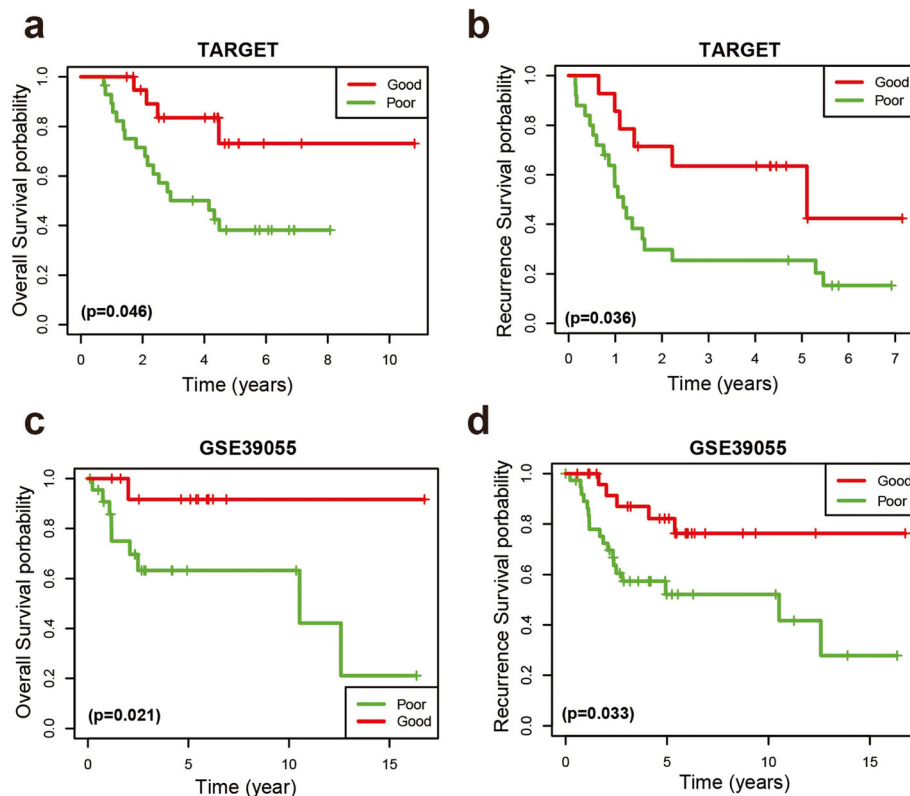 a
TARGET
Overall Survival porbability
0.0 0.2 0.4 0.6 0.8 1.0
Good
Poor
(p=0.046)
0 2 4 6 8 10
Time (years)
b
TARGET
Recurrence Survival porbability
0.0 0.2 0.4 0.6 0.8 1.0
Good
Poor
(p=0.036)
0 1 2 3 4 5 6 7
Time (years)
c
GSE39055
Overall Survival porbability
0.0 0.2 0.4 0.6 0.8 1.0
Poor
Good
(p=0.021)
0 5 10 15
Time (year)
d
GSE39055
Recurrence Survival porbability
0.0 0.2 0.4 0.6 0.8 1.0
Good
Poor
(p=0.033)
0 5 10 15
Time (years)